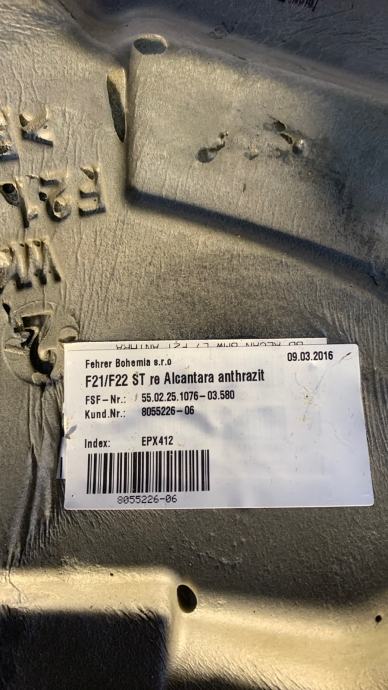 F21
Fehrer Bohemia s.r.o
09.03.2016
F21/F22 ST re Alcantara anthrazit
FSF-Nr.: 55.02.25.1076-03.580
Kund.Nr.: 8055226-06
Index: EPX412
8055226-06